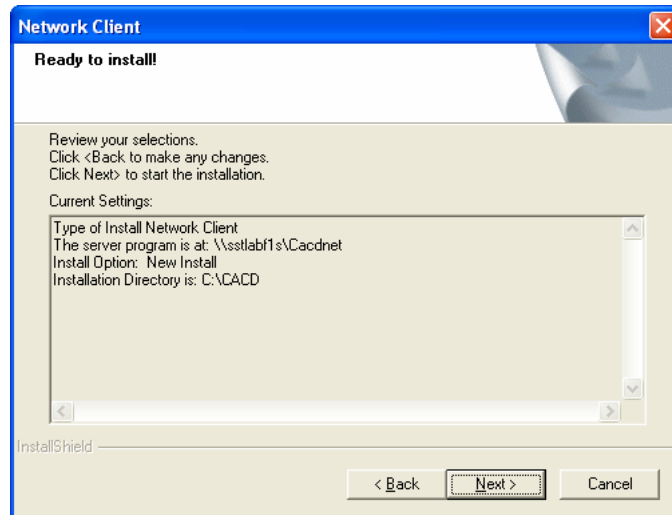 Network Client
Ready to install!
Review your selections.
Click <Back to make any changes.
Click Next> to start the installation.
Current Settings:
Type of Install Network Client
The server program is at: \\sstlabf1s\Cacdnet
Install Option:  New Install
Installation Directory is: C:\CACD
InstallShield
< Back
Next >
Cancel